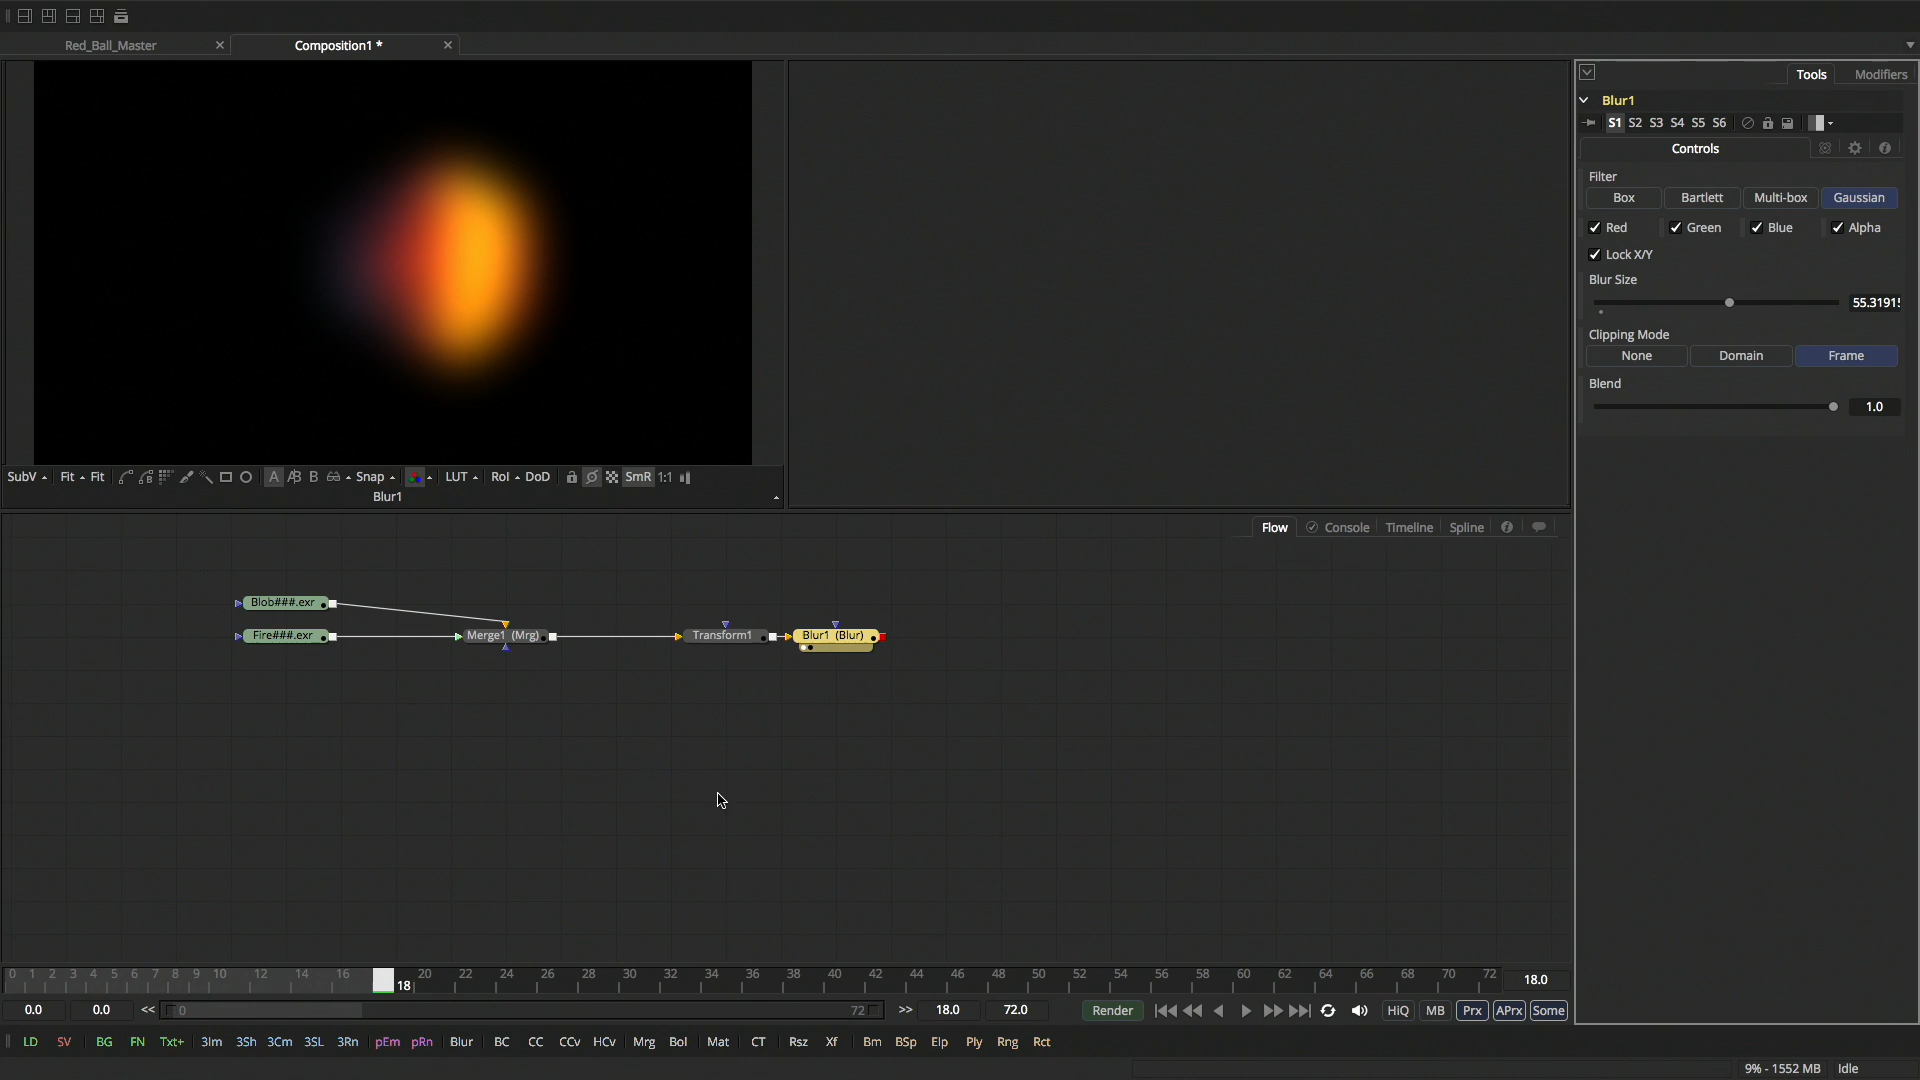 Red_Ball_Master
Composition1 *
Tools Modifiers
Blur1
S1 S2 S3 S4 S5 S6
Controls
Filter
Box Bartlett Multi-box Gaussian
Red Green Blue Alpha
Lock X/Y
Blur Size
55.31915
Clipping Mode
None Domain Frame
Blend
1.0
SubV Fit Fit A A|B B Snap LUT RoI DoD SmR 1:1
Blur1
Flow Console Timeline Spline
Blob###.exr
Fire###.exr Merge1 (Mrg) Transform1 Blur1 (Blur)
0 1 2 3 4 5 6 7 8 9 10 12 14 16 18 20 22 24 26 28 30 32 34 36 38 40 42 44 46 48 50 52 54 56 58 60 62 64 66 68 70 72 18.0
0.0 0.0 << 0 72 >> 18.0 72.0 Render HiQ MB Prx APrx Some
LD SV BG FN Txt+ 3Im 3Sh 3Cm 3SL 3Rn pEm pRn Blur BC CC CCv HCv Mrg Bol Mat CT Rsz Xf Bm BSp Elp Ply Rng Rct
9% - 1552 MB Idle